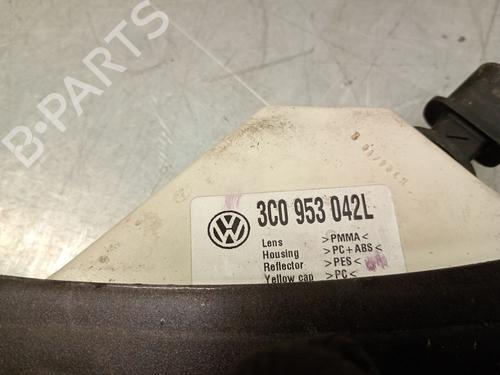 B-PARTS
3C0 953 042L
Lens >PMMA<
Housing >PC+ABS<
Reflector >PES<
Yellow cap >PC<